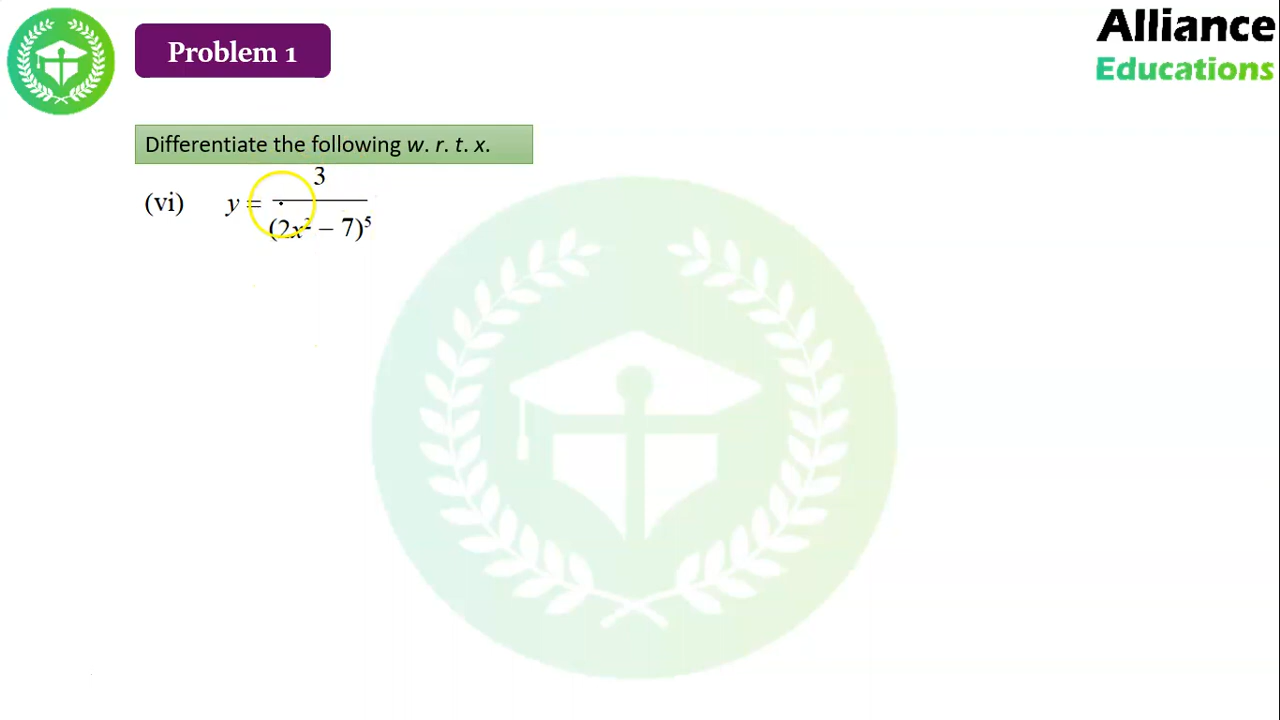 Problem 1
Alliance
Educations
Differentiate the following w. r. t. x.
(vi) y = 3 / (2x² – 7)⁵